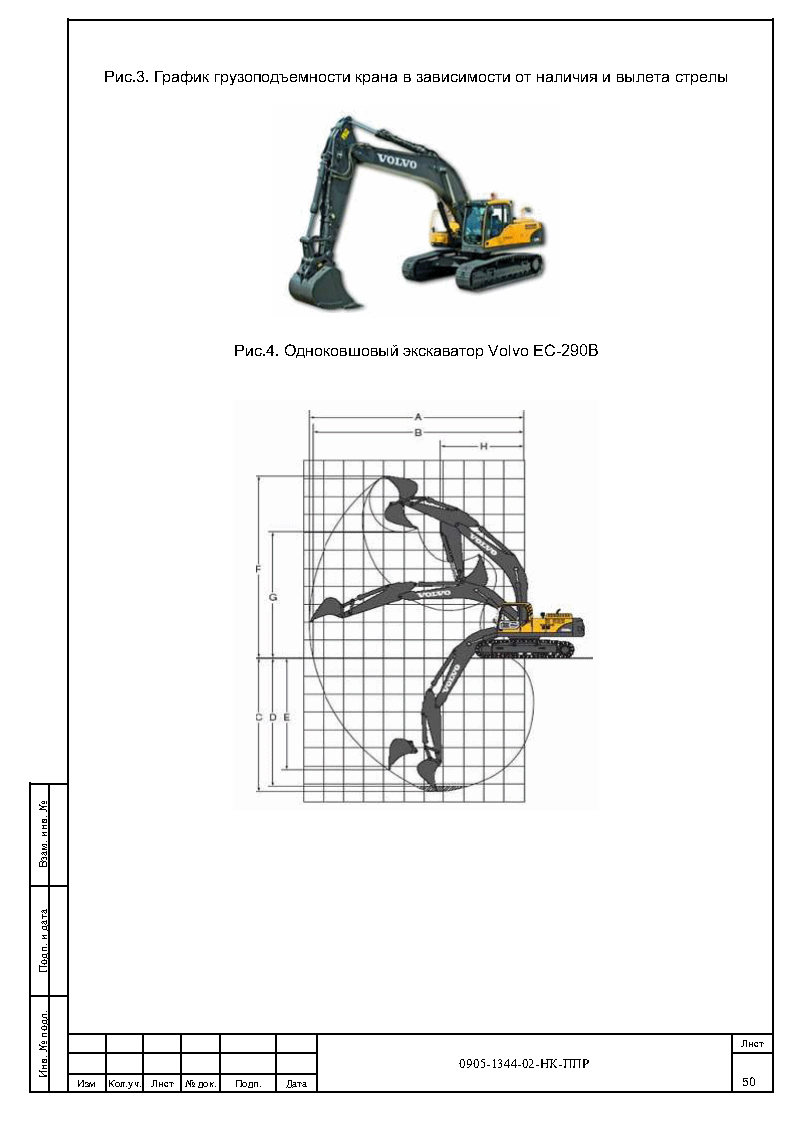 Рис.3. График грузоподъемности крана в зависимости от наличия и вылета стрелы
VOLVO
Рис.4. Одноковшовый экскаватор Volvo EC-290B
A
B
H
VOLVO
F
G
VOLVO
VOLVO
C D E
Взам. инв. №
Подп. и дата
Инв. № подл.
Изм Кол.уч. Лист № док. Подп. Дата
0905-1344-02-НК-ППР
Лист
50